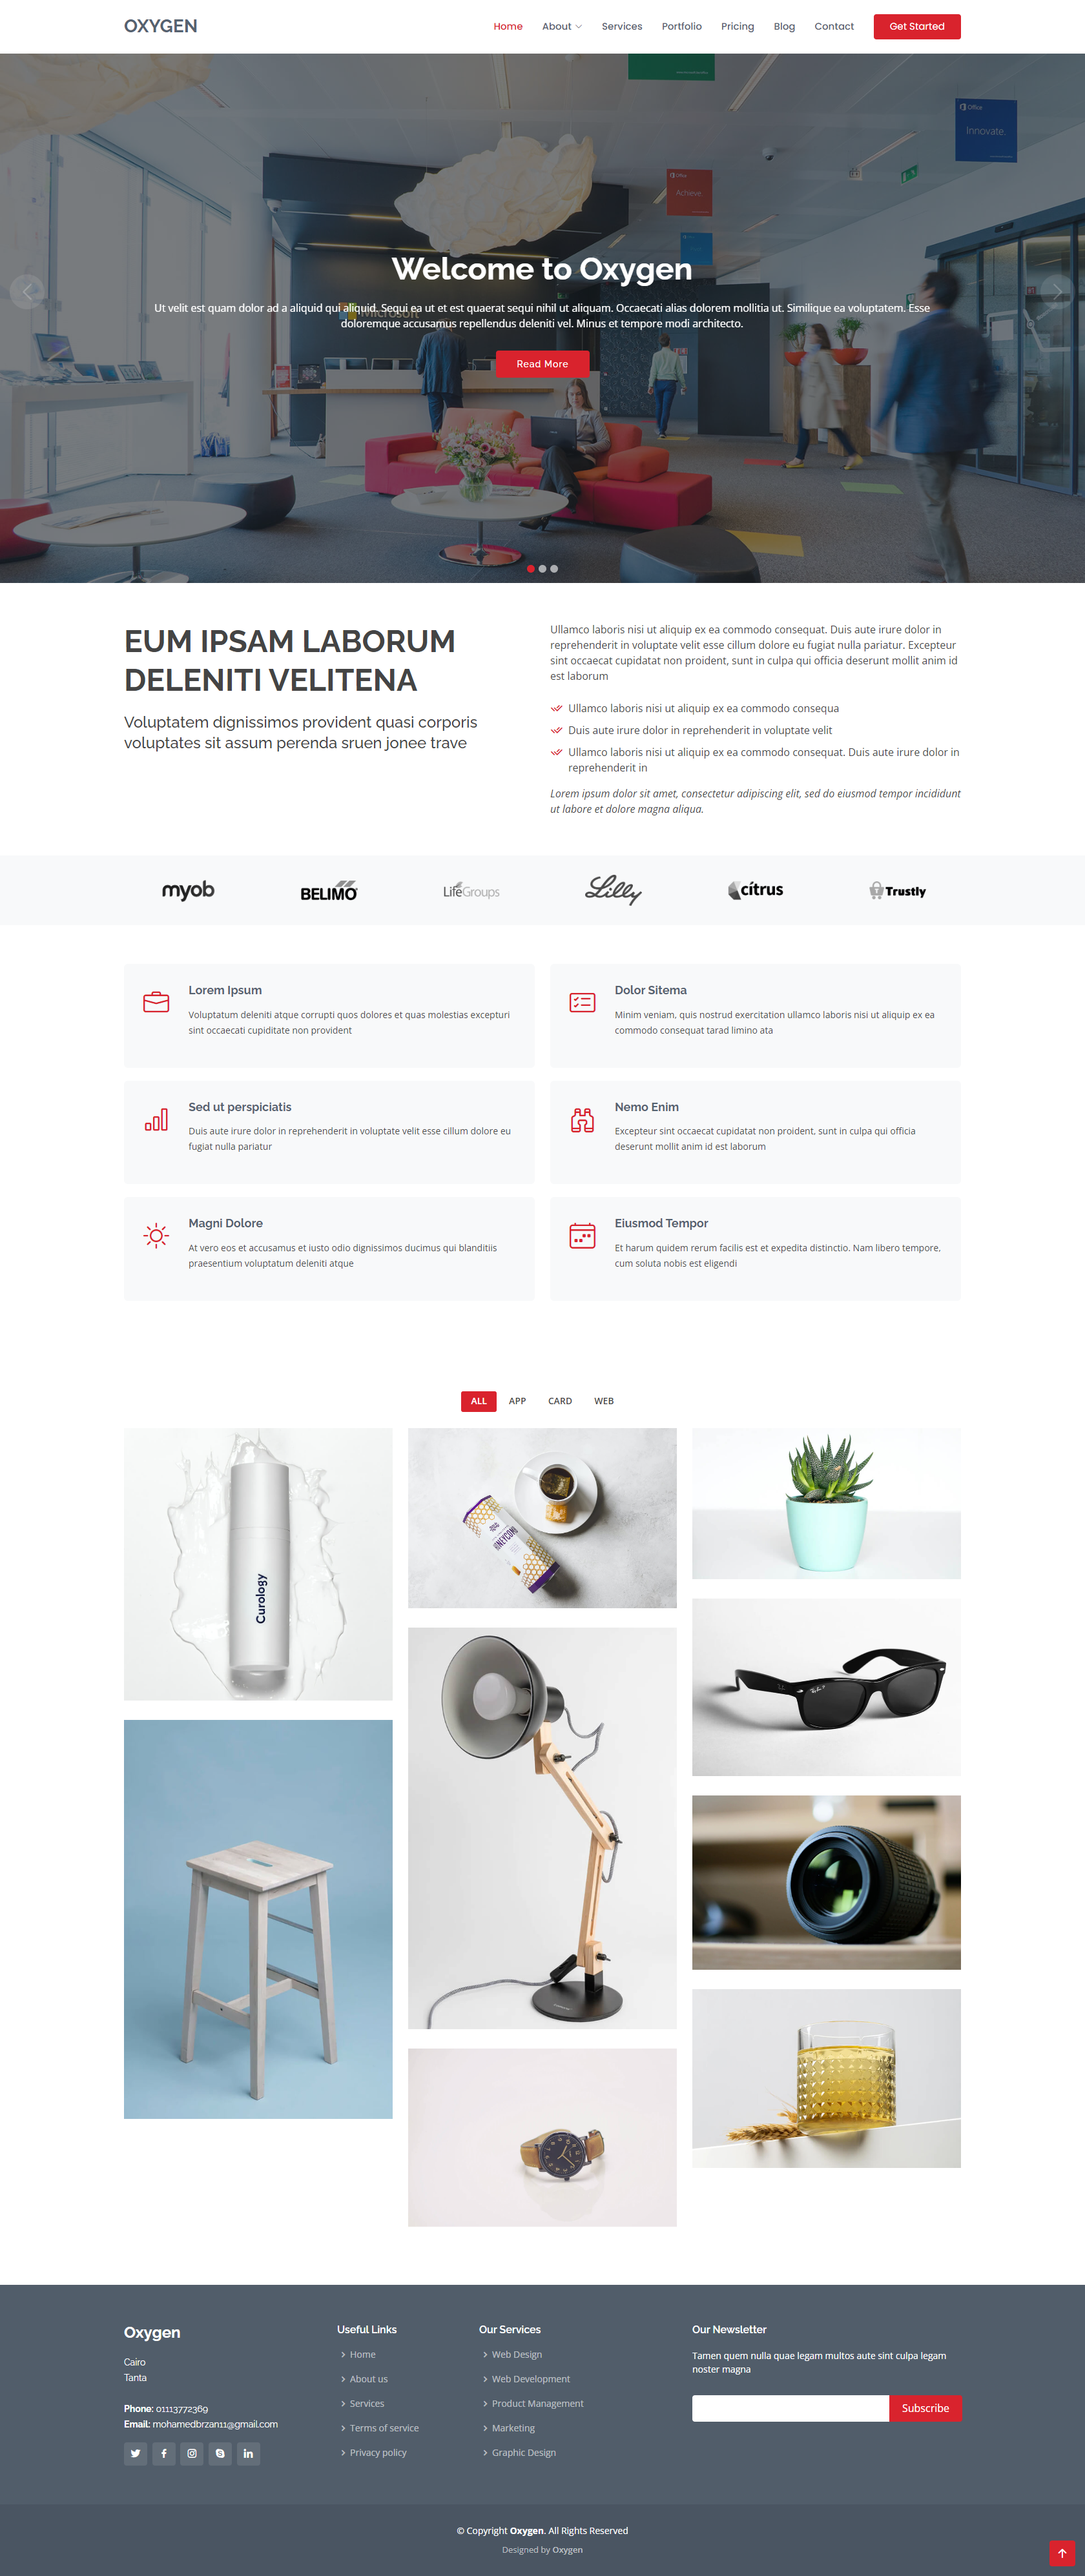 OXYGEN
Home About Services Portfolio Pricing Blog Contact Get Started
Office
Innovate.
Office
Achieve.
Welcome to Oxygen
Ut velit est quam dolor ad a aliquid qui aliquid. Sequi ea ut et est quaerat sequi nihil ut aliquam. Occaecati alias dolorem mollitia ut. Similique ea voluptatem. Esse
doloremque accusamus repellendus deleniti vel. Minus et tempore modi architecto.
Microsoft
Read More
EUM IPSAM LABORUM
DELENITI VELITENA
Voluptatem dignissimos provident quasi corporis
voluptates sit assum perenda sruen jonee trave
Ullamco laboris nisi ut aliquip ex ea commodo consequat. Duis aute irure dolor in
reprehenderit in voluptate velit esse cillum dolore eu fugiat nulla pariatur. Excepteur
sint occaecat cupidatat non proident, sunt in culpa qui officia deserunt mollit anim id
est laborum
Ullamco laboris nisi ut aliquip ex ea commodo consequa
Duis aute irure dolor in reprehenderit in voluptate velit
Ullamco laboris nisi ut aliquip ex ea commodo consequat. Duis aute irure dolor in
reprehenderit in
Lorem ipsum dolor sit amet, consectetur adipiscing elit, sed do eiusmod tempor incididunt
ut labore et dolore magna aliqua.
myob BELIMO LifeGroups Lilly citrus Trustly
Lorem Ipsum
Voluptatum deleniti atque corrupti quos dolores et quas molestias excepturi
sint occaecati cupiditate non provident
Dolor Sitema
Minim veniam, quis nostrud exercitation ullamco laboris nisi ut aliquip ex ea
commodo consequat tarad limino ata
Sed ut perspiciatis
Duis aute irure dolor in reprehenderit in voluptate velit esse cillum dolore eu
fugiat nulla pariatur
Nemo Enim
Excepteur sint occaecat cupidatat non proident, sunt in culpa qui officia
deserunt mollit anim id est laborum
Magni Dolore
At vero eos et accusamus et iusto odio dignissimos ducimus qui blanditiis
praesentium voluptatum deleniti atque
Eiusmod Tempor
Et harum quidem rerum facilis est et expedita distinctio. Nam libero tempore,
cum soluta nobis est eligendi
ALL APP CARD WEB
Curology
Ray-Ban
Oxygen
Cairo
Tanta
Phone: 01113772369
Email: mohamedbrzan11@gmail.com
Useful Links
Home
About us
Services
Terms of service
Privacy policy
Our Services
Web Design
Web Development
Product Management
Marketing
Graphic Design
Our Newsletter
Tamen quem nulla quae legam multos aute sint culpa legam
noster magna
Subscribe
© Copyright Oxygen. All Rights Reserved
Designed by Oxygen